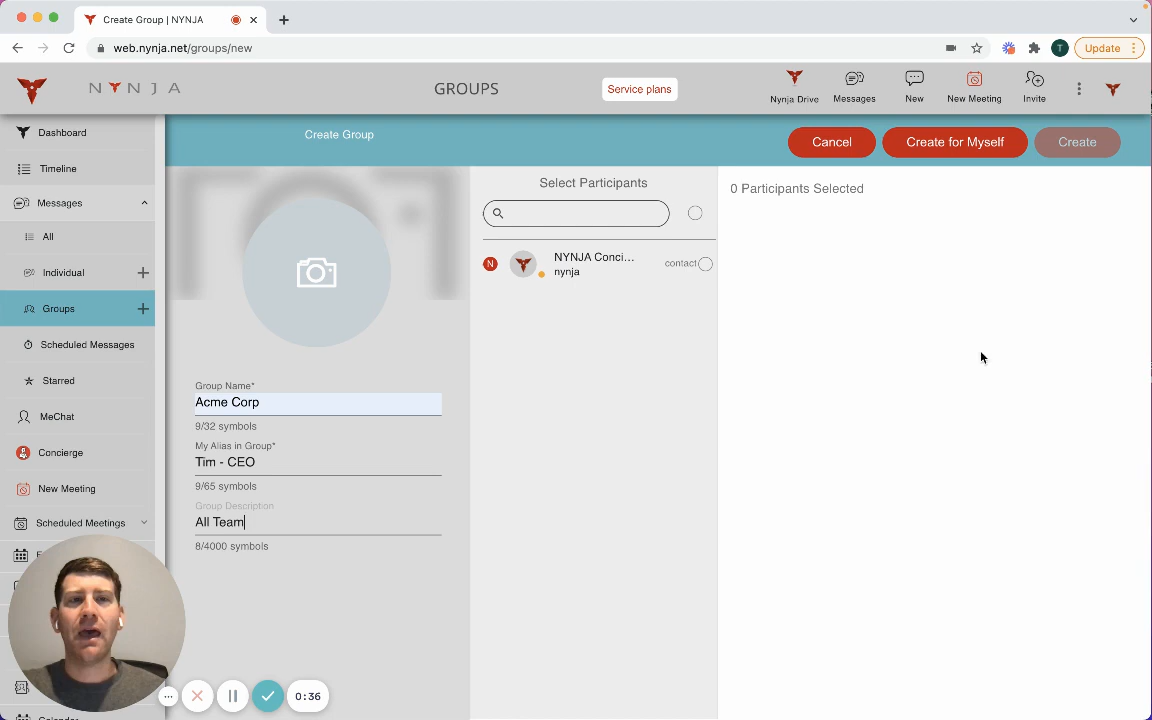 Create Group | NYNJA
web.nynja.net/groups/new
T
Update
NYNJA
GROUPS
Service plans
Nynja Drive
Messages
New
New Meeting
Invite
Dashboard
Timeline
Messages
All
Individual
Groups
Scheduled Messages
Starred
MeChat
Concierge
New Meeting
Scheduled Meetings
Calendar
Create Group
Cancel
Create for Myself
Create
Group Name*
Acme Corp
9/32 symbols
My Alias in Group*
Tim - CEO
9/65 symbols
Group Description
All Team
8/4000 symbols
Select Participants
N
NYNJA Conci...
nynja
contact
0 Participants Selected
0:36